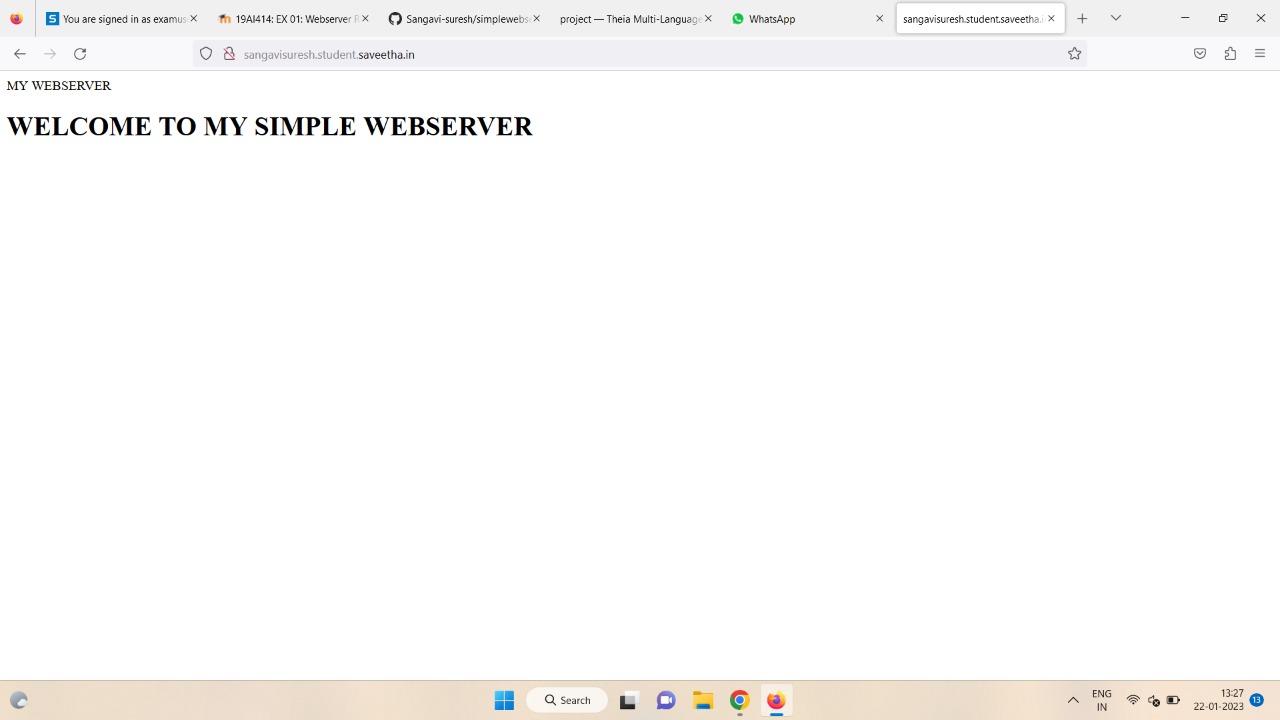 You are signed in as examus
19AI414: EX 01: Webserver R
Sangavi-suresh/simplewebs
project — Theia Multi-Language
WhatsApp
sangavisuresh.student.saveetha.i
sangavisuresh.student.saveetha.in
MY WEBSERVER
WELCOME TO MY SIMPLE WEBSERVER
Search
ENG
IN
13:27
22-01-2023
13